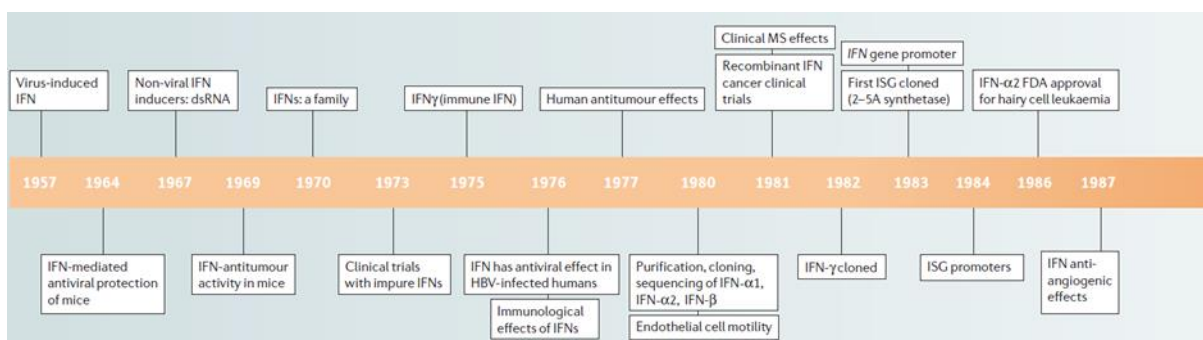 Clinical MS effects
IFN gene promoter
Virus-induced
IFN
Non-viral IFN
inducers: dsRNA
IFNs: a family
IFNγ(immune IFN)
Human antitumour effects
Recombinant IFN
cancer clinical
trials
First ISG cloned
(2–5A synthetase)
IFN-α2 FDA approval
for hairy cell leukaemia
1957 1964 1967 1969 1970 1973 1975 1976 1977 1980 1981 1982 1983 1984 1986 1987
IFN-mediated
antiviral protection
of mice
IFN-antitumour
activity in mice
Clinical trials
with impure IFNs
IFN has antiviral effect in
HBV-infected humans
Immunological
effects of IFNs
Purification, cloning,
sequencing of IFN-α1,
IFN-α2, IFN-β
Endothelial cell motility
IFN-γcloned
ISG promoters
IFN anti-
angiogenic
effects